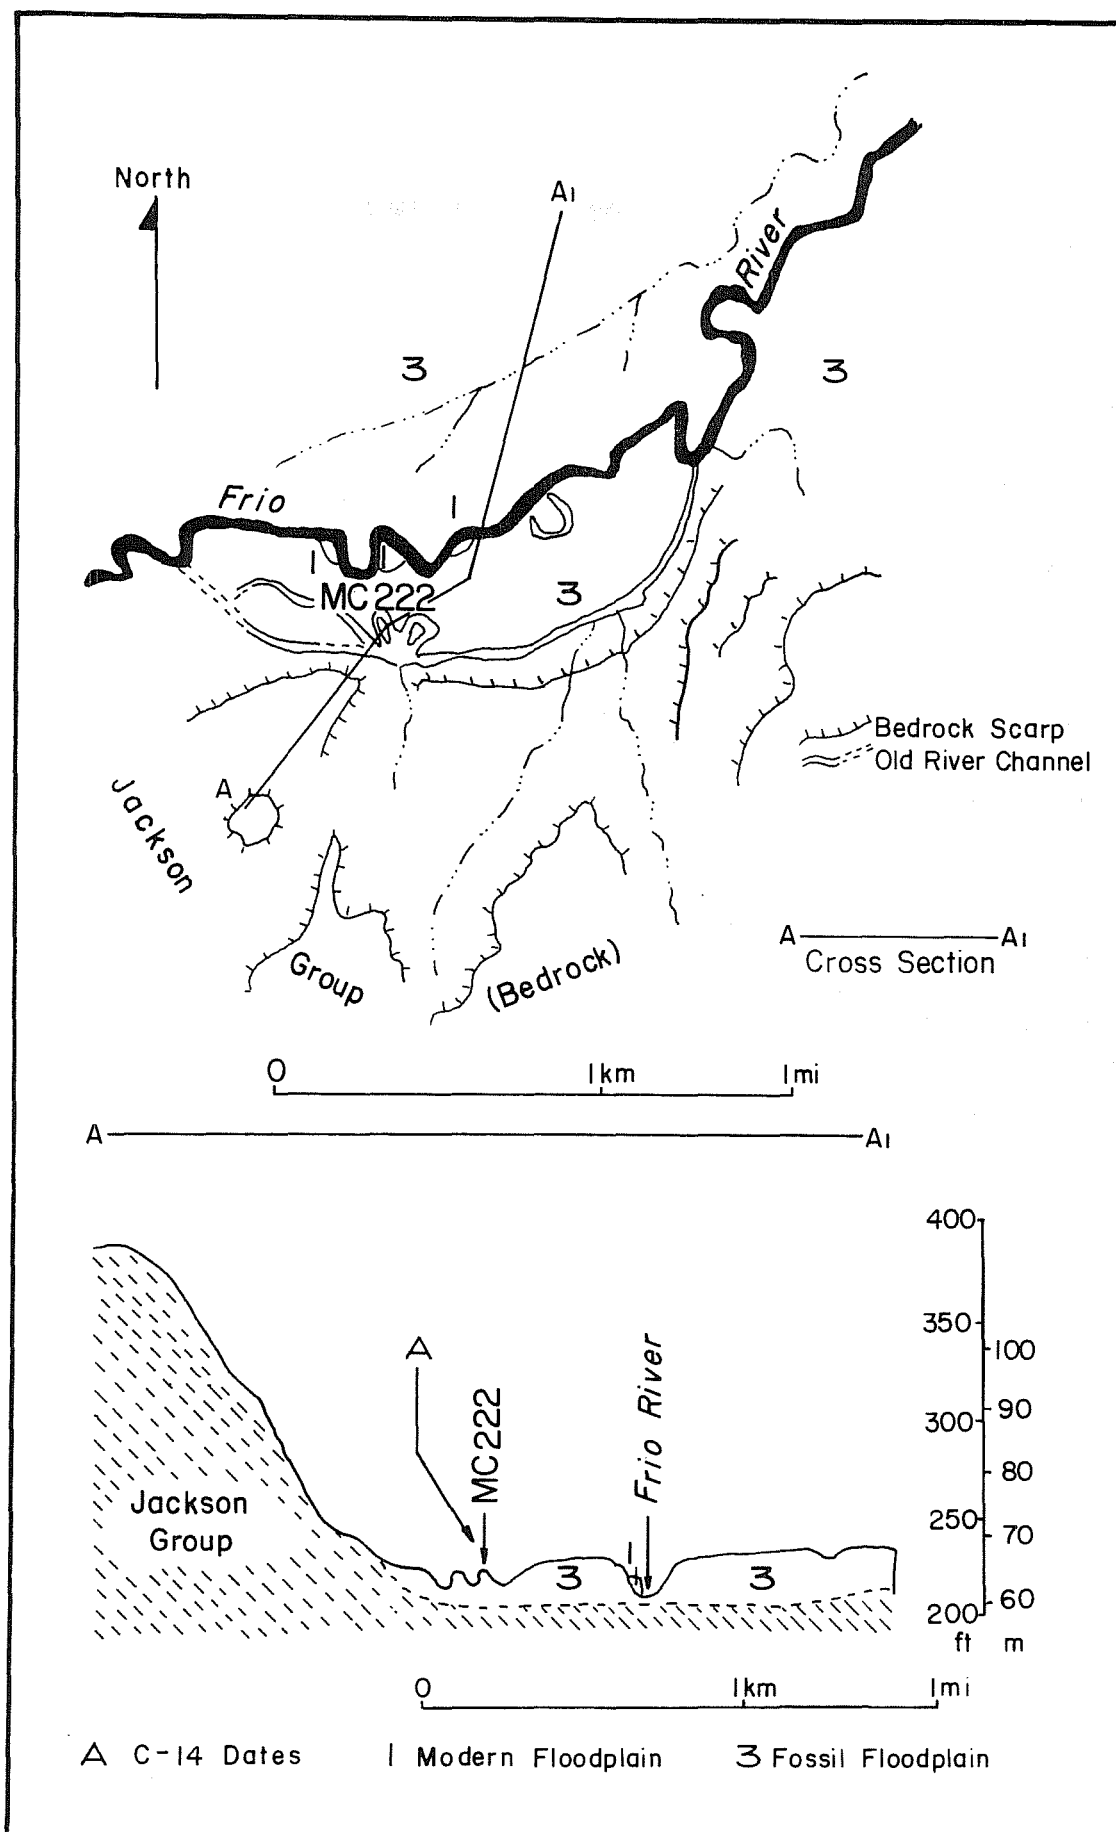 North
A1
River
3
3
Frio
1
1
1
MC 222
3
Bedrock Scarp
Old River Channel
A
Jackson
Group
(Bedrock)
A A1
Cross Section
0 1km 1mi
A A1
400
350
100
300
90
80
250
70
200
60
ft m
A
MC222
Frio River
Jackson
Group
1
3
3
0 1km 1mi
A C-14 Dates 1 Modern Floodplain 3 Fossil Floodplain